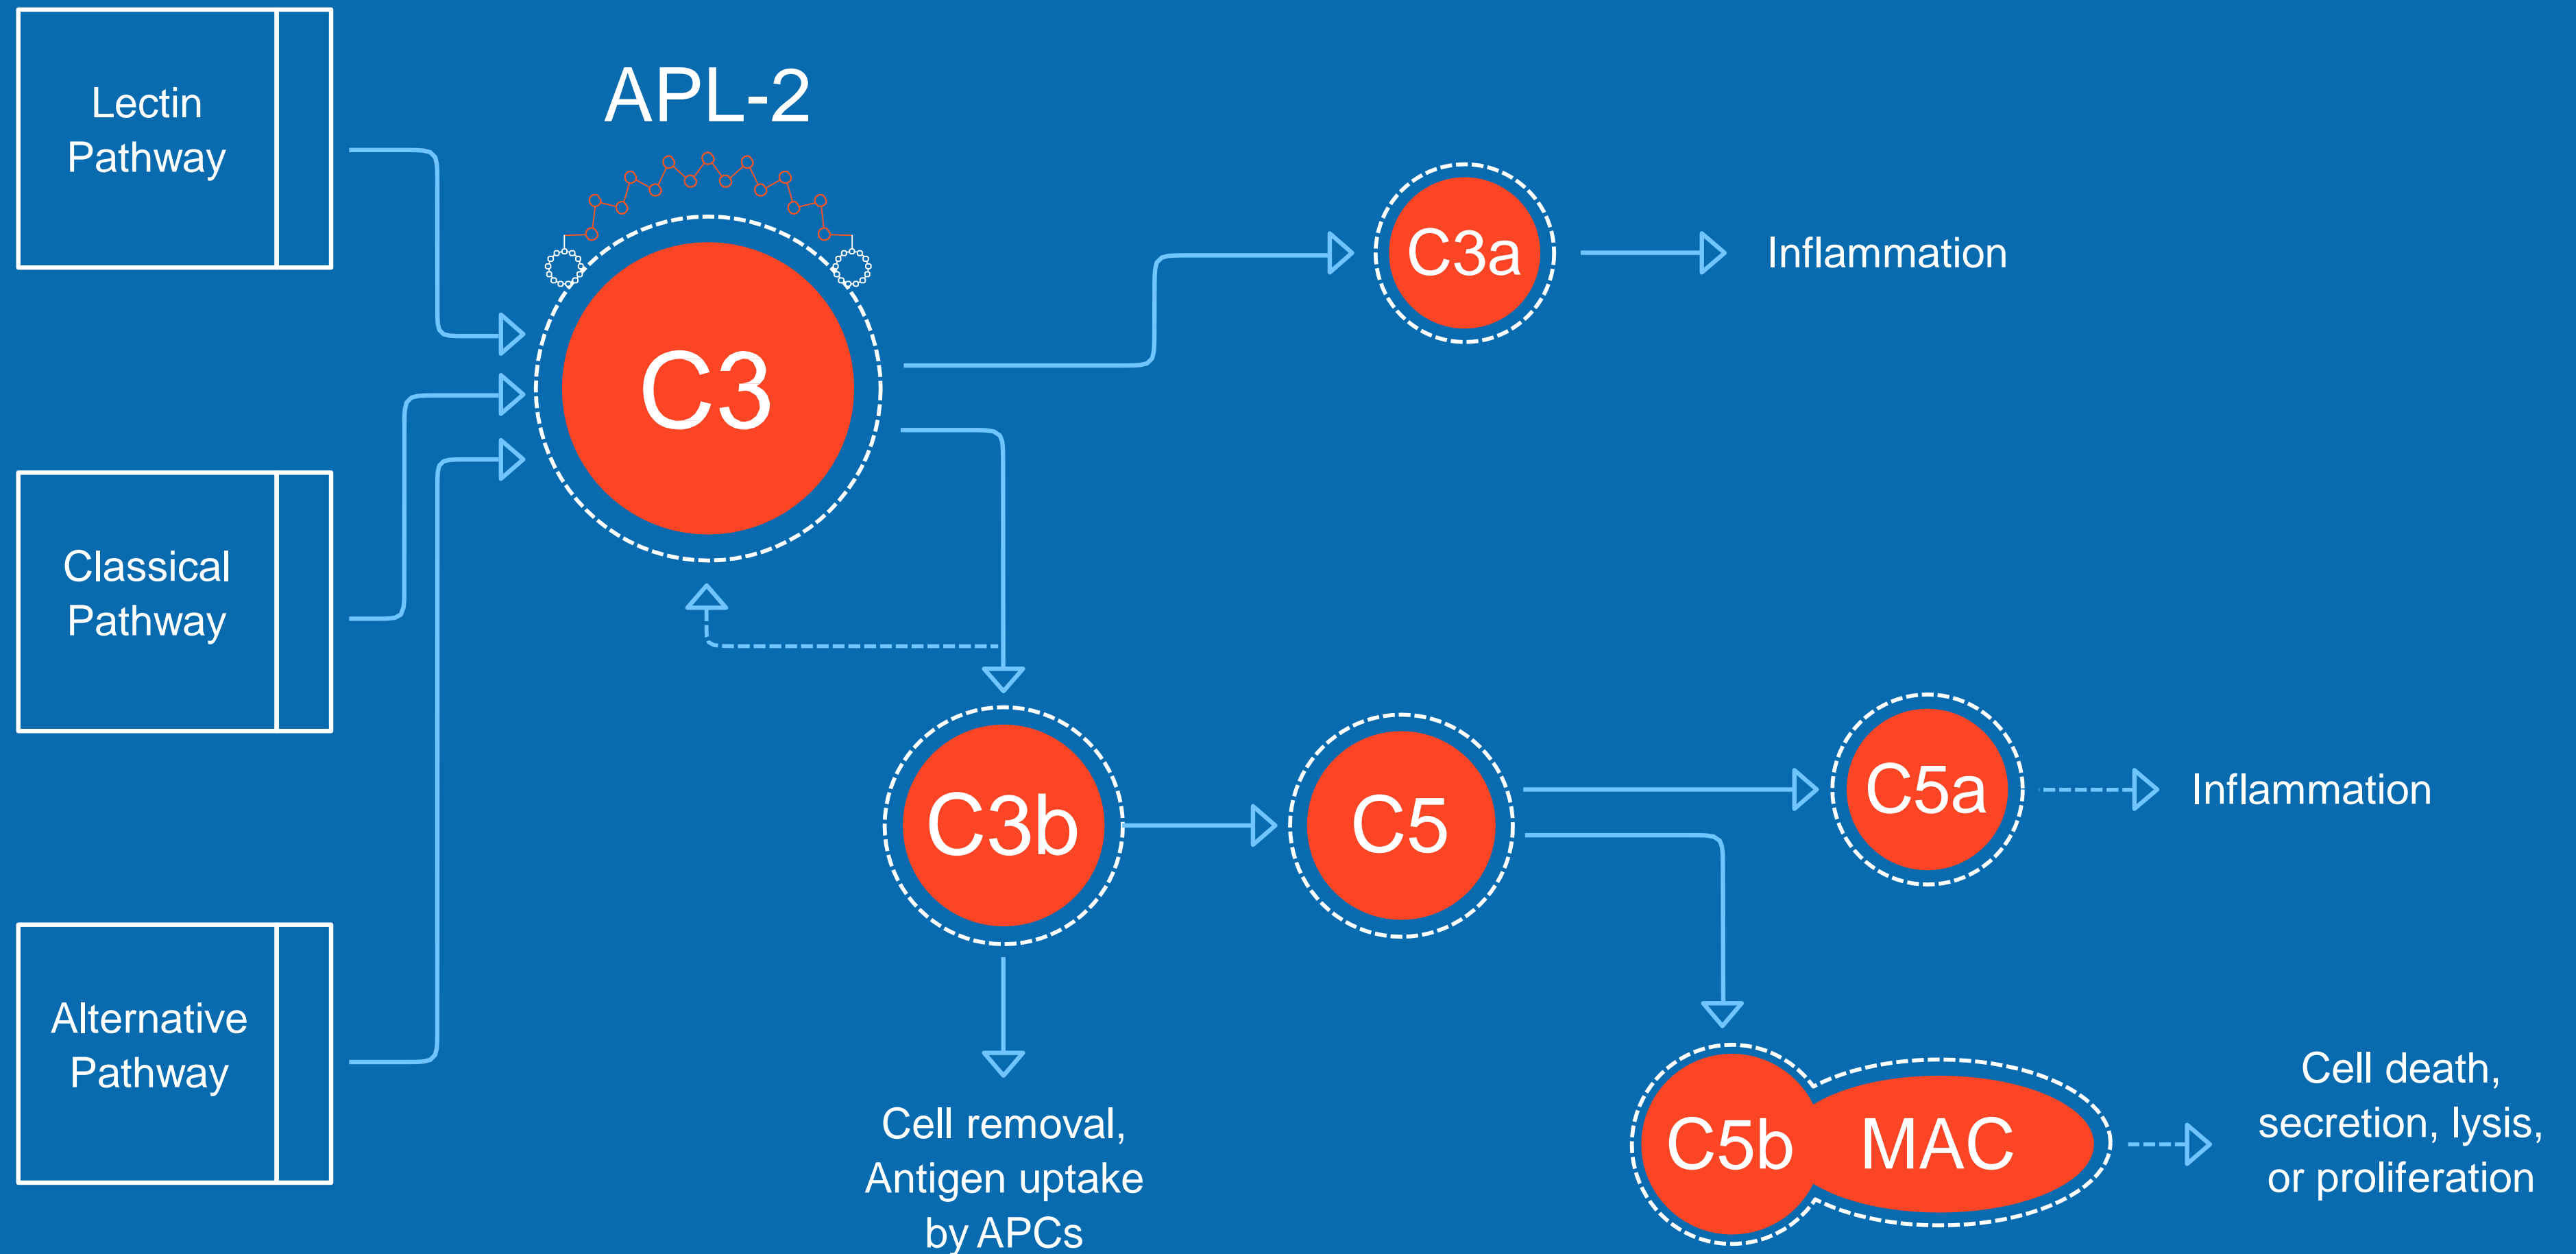 Lectin
Pathway
APL-2
C3a
Inflammation
C3
Classical
Pathway
C3b
C5
C5a
Inflammation
Alternative
Pathway
Cell removal,
Antigen uptake
by APCs
C5b
MAC
Cell death,
secretion, lysis,
or proliferation